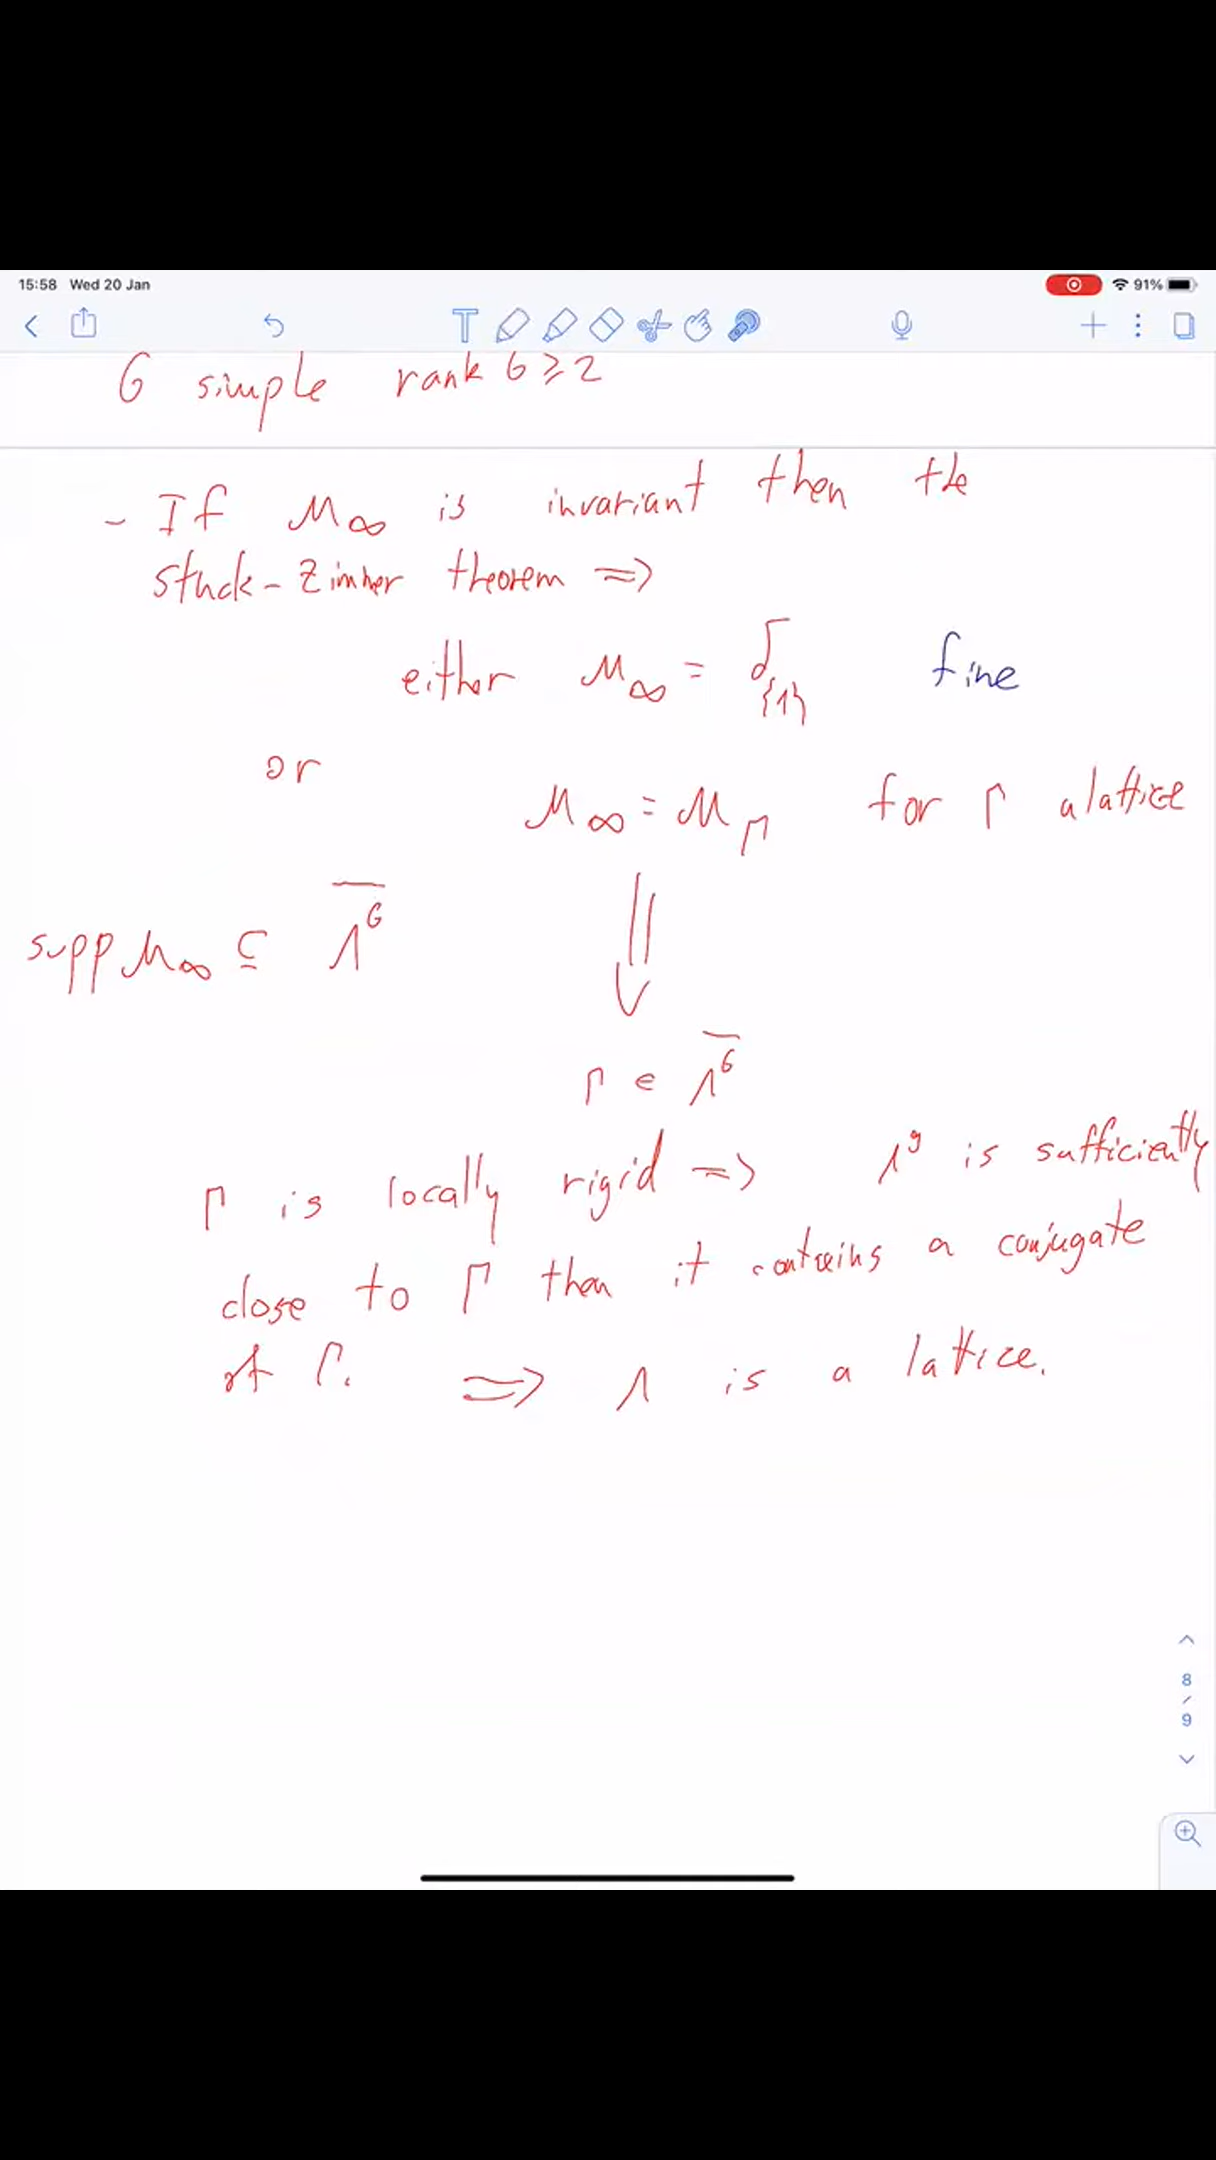 15:58 Wed 20 Jan 91%
T
G simple rank G ≥ 2
- If μ∞ is invariant then the
Stuck-Zimmer theorem ⇒
either μ∞ = δ{1} fine
or
μ∞ = μΓ for Γ a lattice
supp μ∞ ⊆ \overline{Λ^G}
⇓
Γ ∈ \overline{Λ^G}
Γ is locally rigid ⇒ Λ^g is sufficiently
close to Γ then it contains a conjugate
of Γ. ⇒ Λ is a lattice.
8
/
9